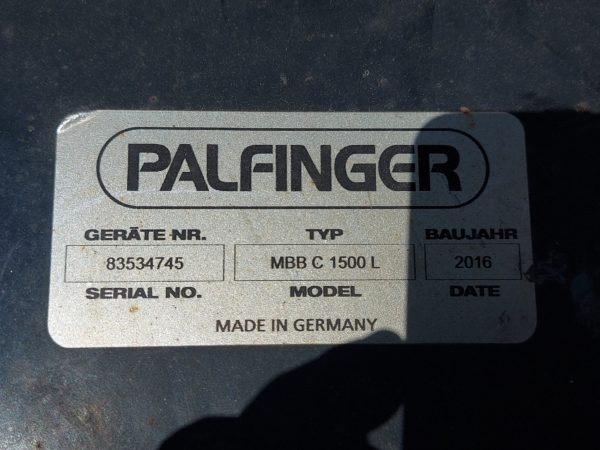 PALFINGER
GERÄTE NR. TYP BAUJAHR
83534745 MBB C 1500 L 2016
SERIAL NO. MODEL DATE
MADE IN GERMANY